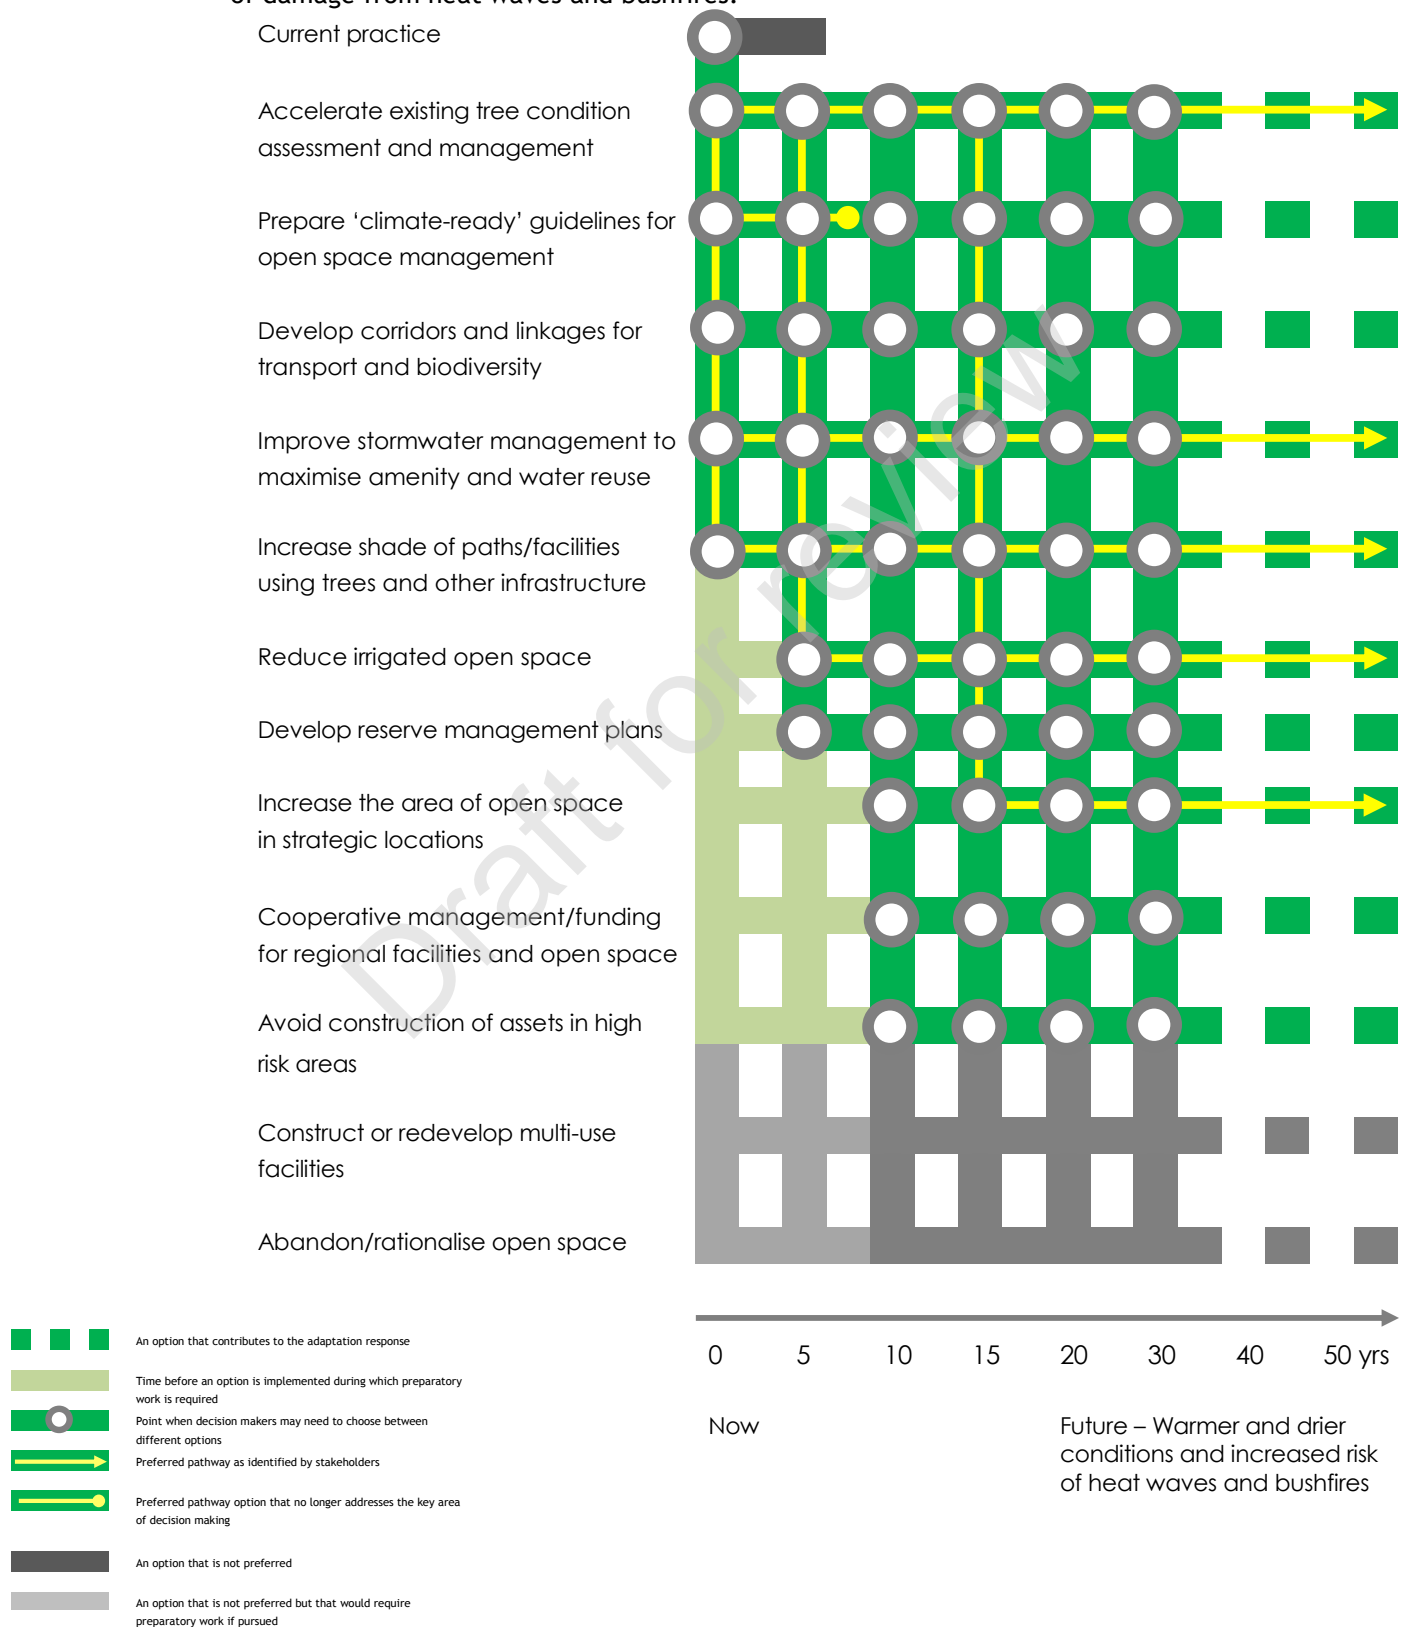 of damage from heat waves and bushfires?
Current practice
Accelerate existing tree condition
assessment and management
Prepare ‘climate-ready’ guidelines for
open space management
Develop corridors and linkages for
transport and biodiversity
Improve stormwater management to
maximise amenity and water reuse
Increase shade of paths/facilities
using trees and other infrastructure
Reduce irrigated open space
Develop reserve management plans
Increase the area of open space
in strategic locations
Cooperative management/funding
for regional facilities and open space
Avoid construction of assets in high
risk areas
Construct or redevelop multi-use
facilities
Abandon/rationalise open space
Draft for review
0 5 10 15 20 30 40 50 yrs
Now
Future – Warmer and drier
conditions and increased risk
of heat waves and bushfires
An option that contributes to the adaptation response
Time before an option is implemented during which preparatory
work is required
Point when decision makers may need to choose between
different options
Preferred pathway as identified by stakeholders
Preferred pathway option that no longer addresses the key area
of decision making
An option that is not preferred
An option that is not preferred but that would require
preparatory work if pursued